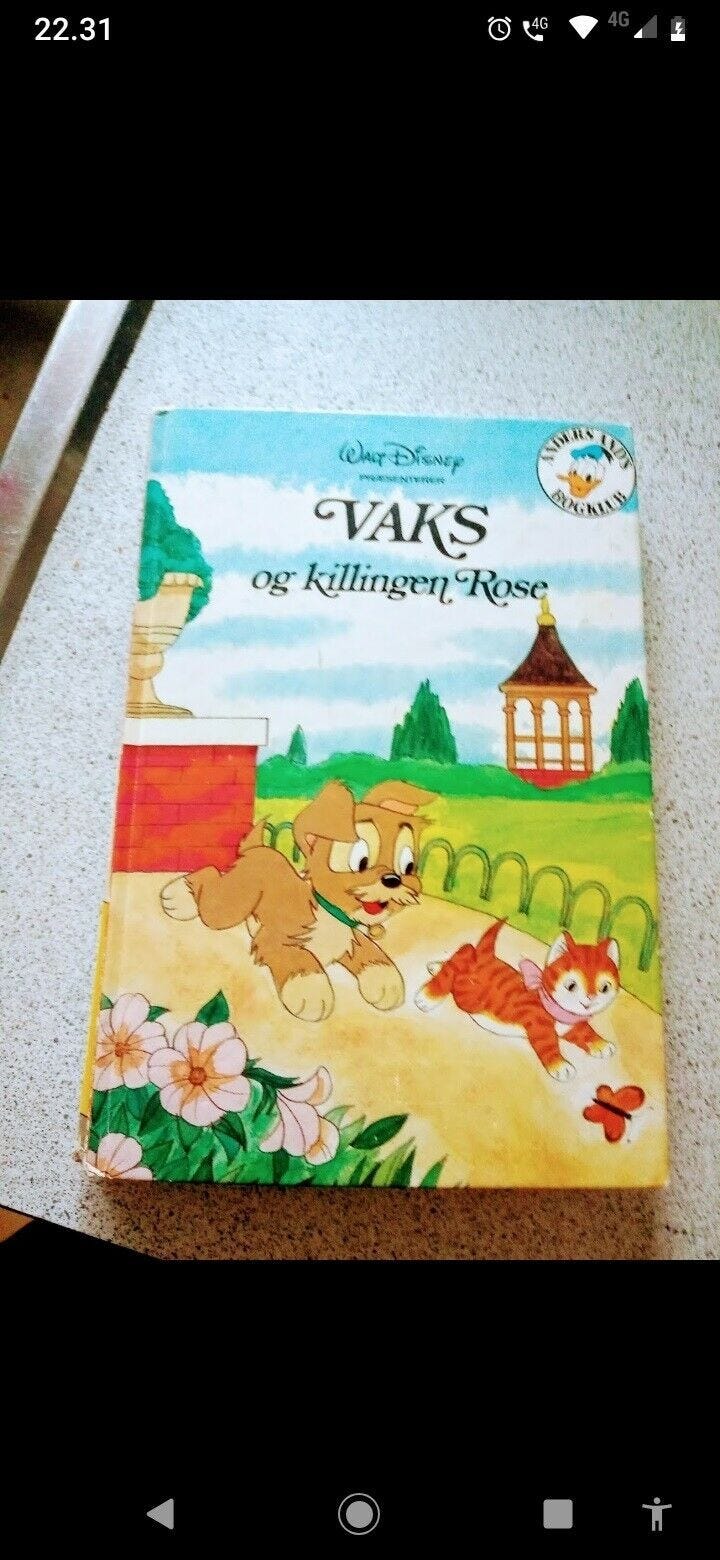 22.31
4G
4G
WALT DISNEY
PRÆSENTERER
ANDERS AND'S
BOGKLUB
VAKS
og killingen Rose